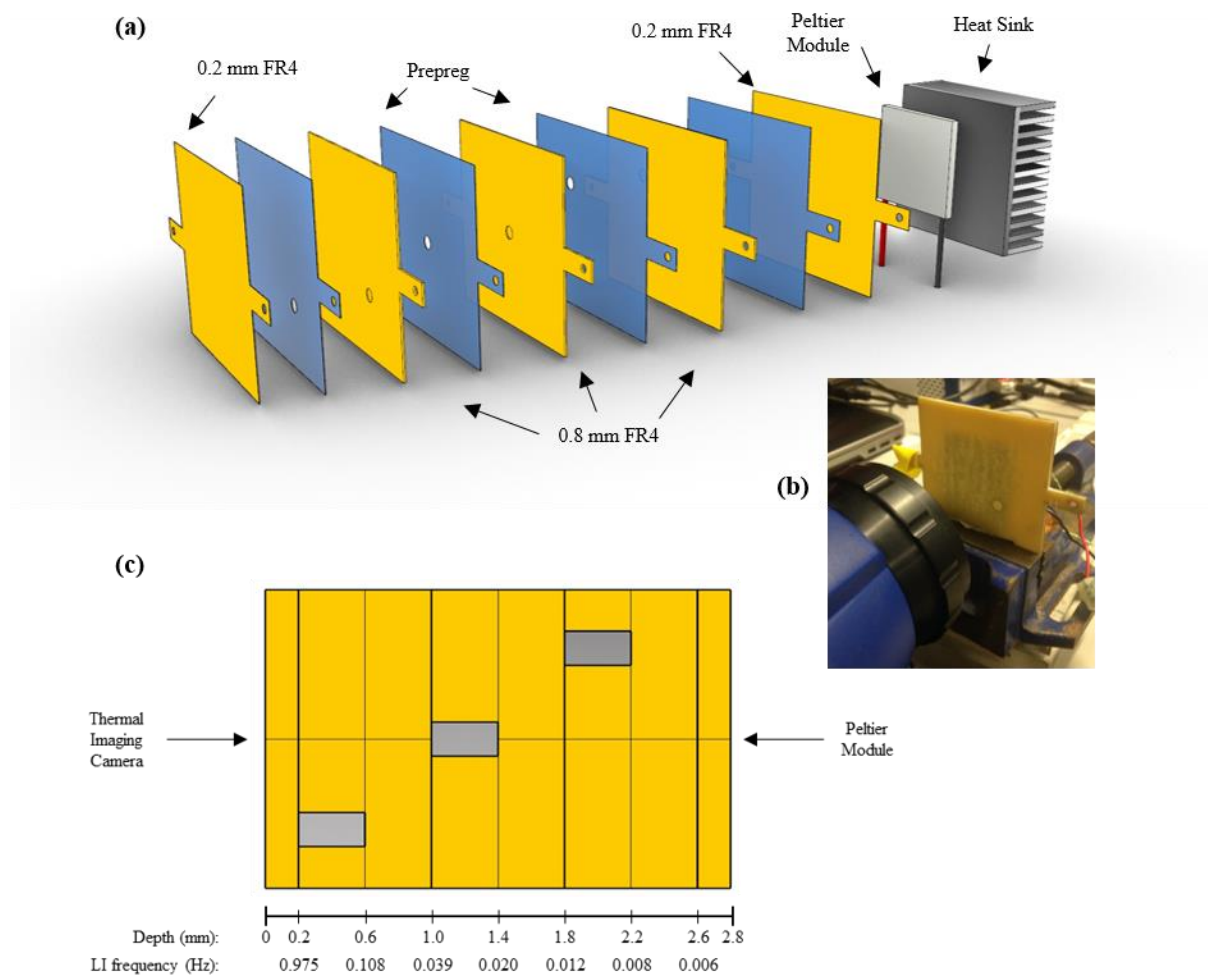 (a)
0.2 mm FR4
Prepreg
0.2 mm FR4
Peltier
Module
Heat Sink
0.8 mm FR4
(b)
(c)
Thermal
Imaging
Camera
Peltier
Module
Depth (mm): 0 0.2 0.6 1.0 1.4 1.8 2.2 2.6 2.8
LI frequency (Hz): 0.975 0.108 0.039 0.020 0.012 0.008 0.006